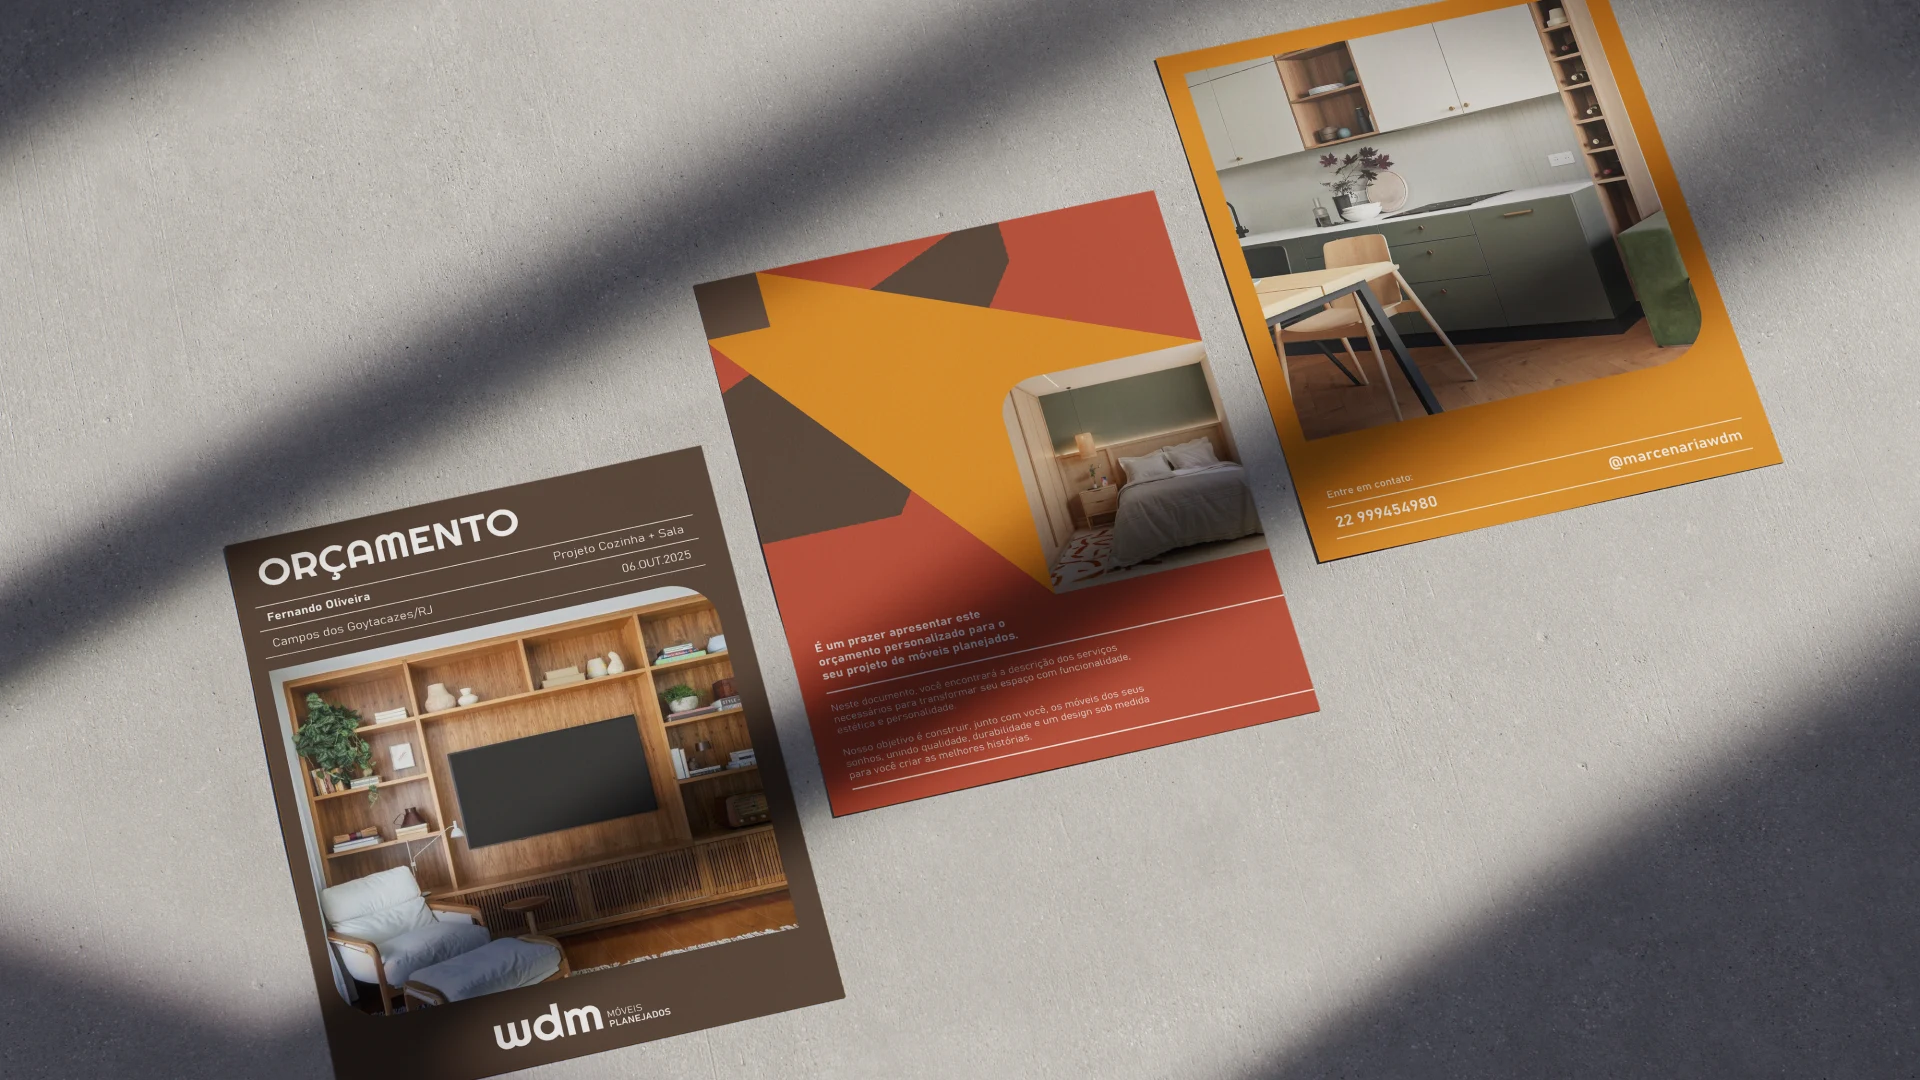 ORÇAMENTO
Fernando Oliveira
Projeto Cozinha + Sala
Campos dos Goytacazes/RJ
06.OUT.2025
wdm MÓVEIS
PLANEJADOS
É um prazer apresentar este
orçamento personalizado para o
seu projeto de móveis planejados.
Neste documento, você encontrará a descrição dos serviços
necessários para transformar seu espaço com funcionalidade,
estética e personalidade.
Nosso objetivo é construir, junto com você, os móveis dos seus
sonhos, unindo qualidade, durabilidade e um design sob medida
para você criar as melhores histórias.
Entre em contato:
22 999454980
@marcenariawdm